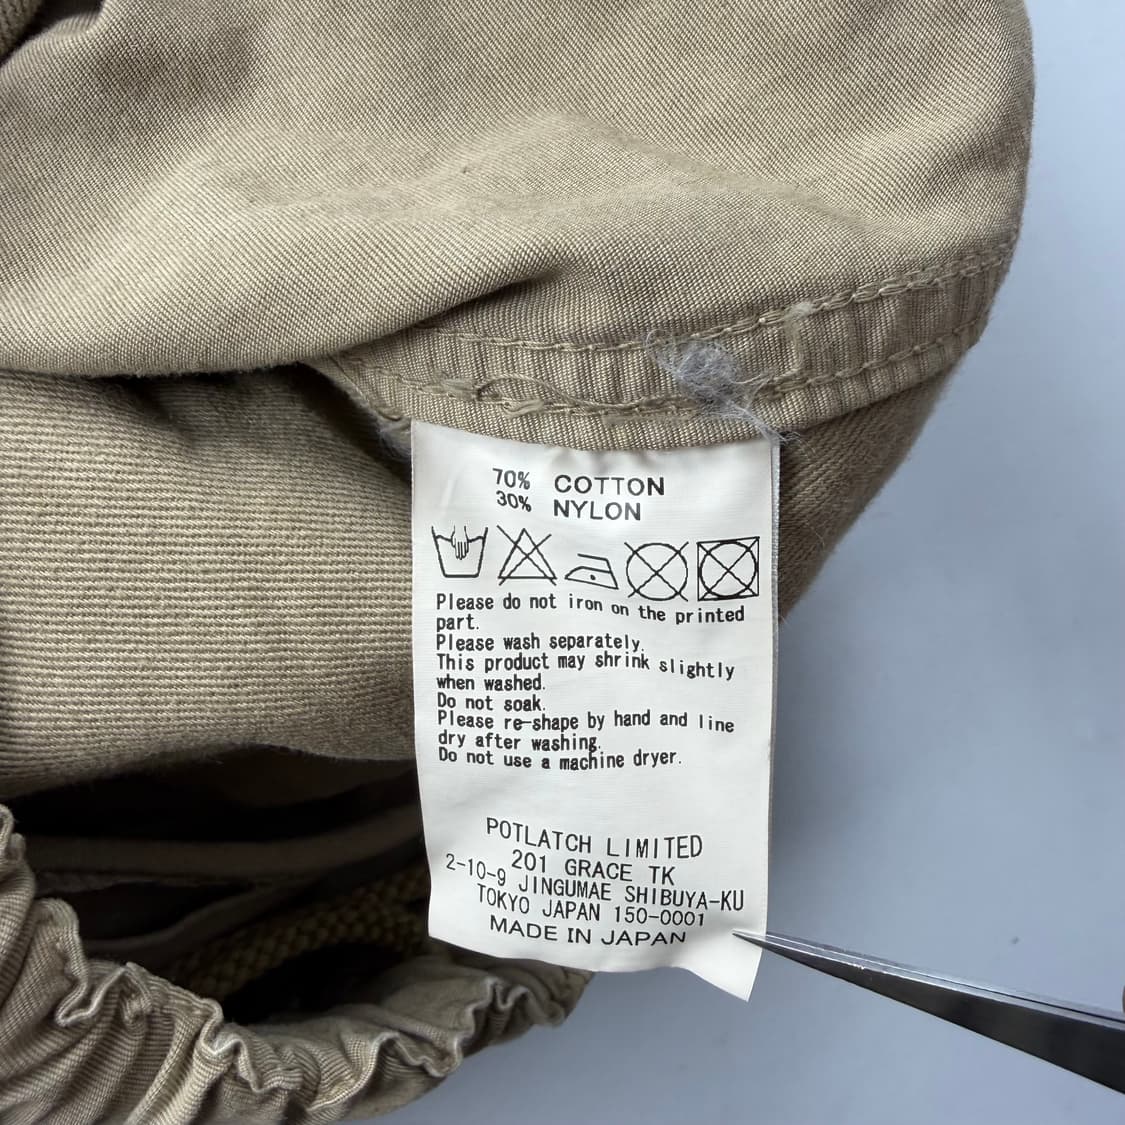 70% COTTON
30% NYLON
Please do not iron on the printed
part.
Please wash separately.
This product may shrink slightly
when washed.
Do not soak.
Please re-shape by hand and line
dry after washing.
Do not use a machine dryer.
POTLATCH LIMITED
201 GRACE TK
2-10-9 JINGUMAE SHIBUYA-KU
TOKYO JAPAN 150-0001
MADE IN JAPAN